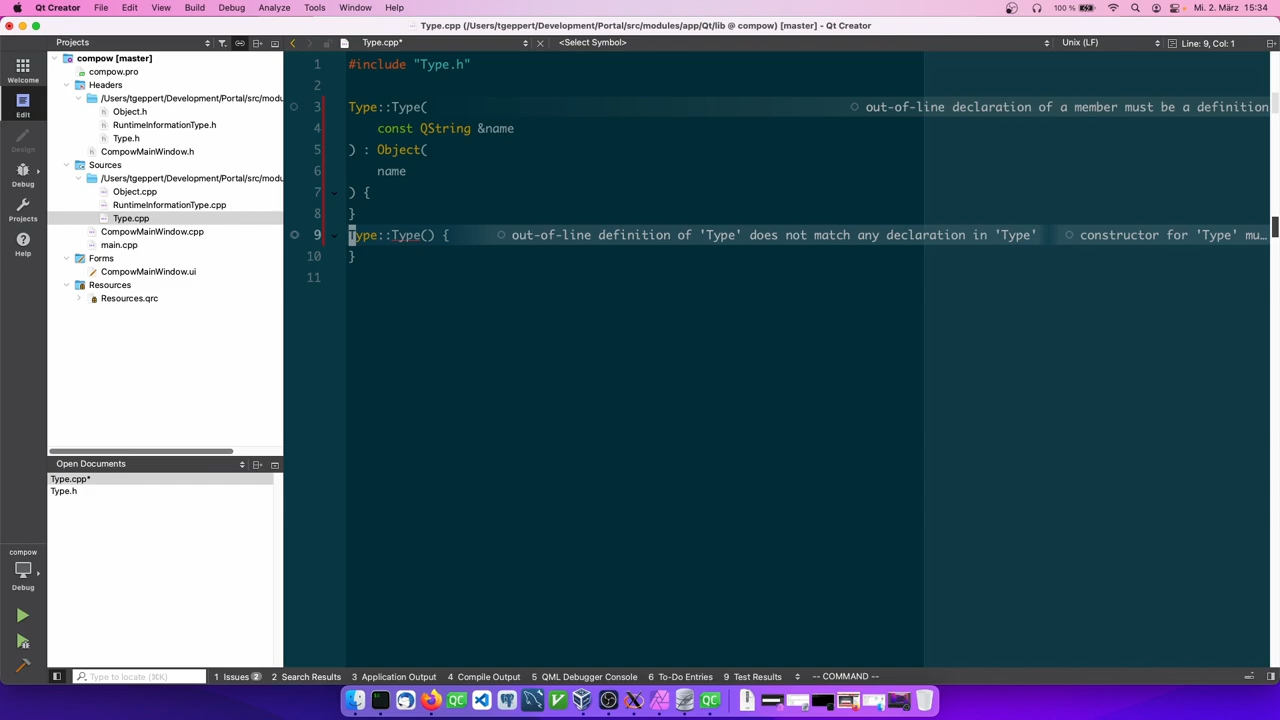 Qt Creator File Edit View Build Debug Analyze Tools Window Help 100 % Mi. 2. März 15:34
Type.cpp (/Users/tgeppert/Development/Portal/src/modules/app/Qt/lib @ compow) [master] - Qt Creator
Projects Type.cpp* <Select Symbol> Unix (LF) Line: 9, Col: 1
Welcome
Edit
Design
Debug
Projects
Help
compow [master]
compow.pro
Headers
/Users/tgeppert/Development/Portal/src/modu
Object.h
RuntimeInformationType.h
Type.h
CompowMainWindow.h
Sources
/Users/tgeppert/Development/Portal/src/modu
Object.cpp
RuntimeInformationType.cpp
Type.cpp
CompowMainWindow.cpp
main.cpp
Forms
CompowMainWindow.ui
Resources
Resources.qrc
Open Documents
Type.cpp*
Type.h
compow
Debug
1 #include "Type.h"
2
3 Type::Type( out-of-line declaration of a member must be a definition
4 const QString &name
5 ) : Object(
6 name
7 ) {
8 }
9 Type::Type() { out-of-line definition of 'Type' does not match any declaration in 'Type' constructor for 'Type' mu…
10 }
11
Type to locate (⌘K) 1 Issues 2 2 Search Results 3 Application Output 4 Compile Output 5 QML Debugger Console 6 To-Do Entries 9 Test Results -- COMMAND --